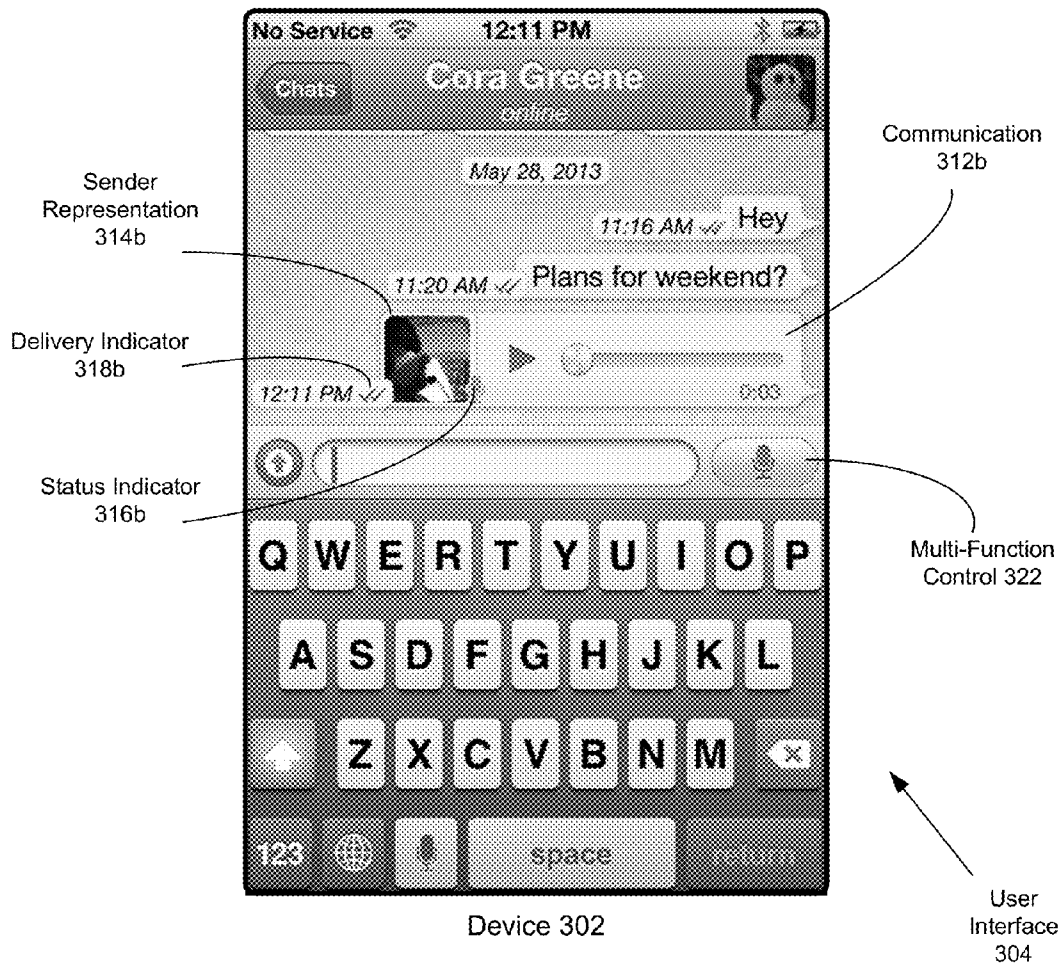 No Service 12:11 PM
Chats Cora Greene
online
May 28, 2013
11:16 AM Hey
11:20 AM Plans for weekend?
12:11 PM
0:03
Sender
Representation
314b
Delivery Indicator
318b
Status Indicator
316b
Communication
312b
Multi-Function
Control 322
Q W E R T Y U I O P
A S D F G H J K L
Z X C V B N M
123 space return
Device 302
User
Interface
304